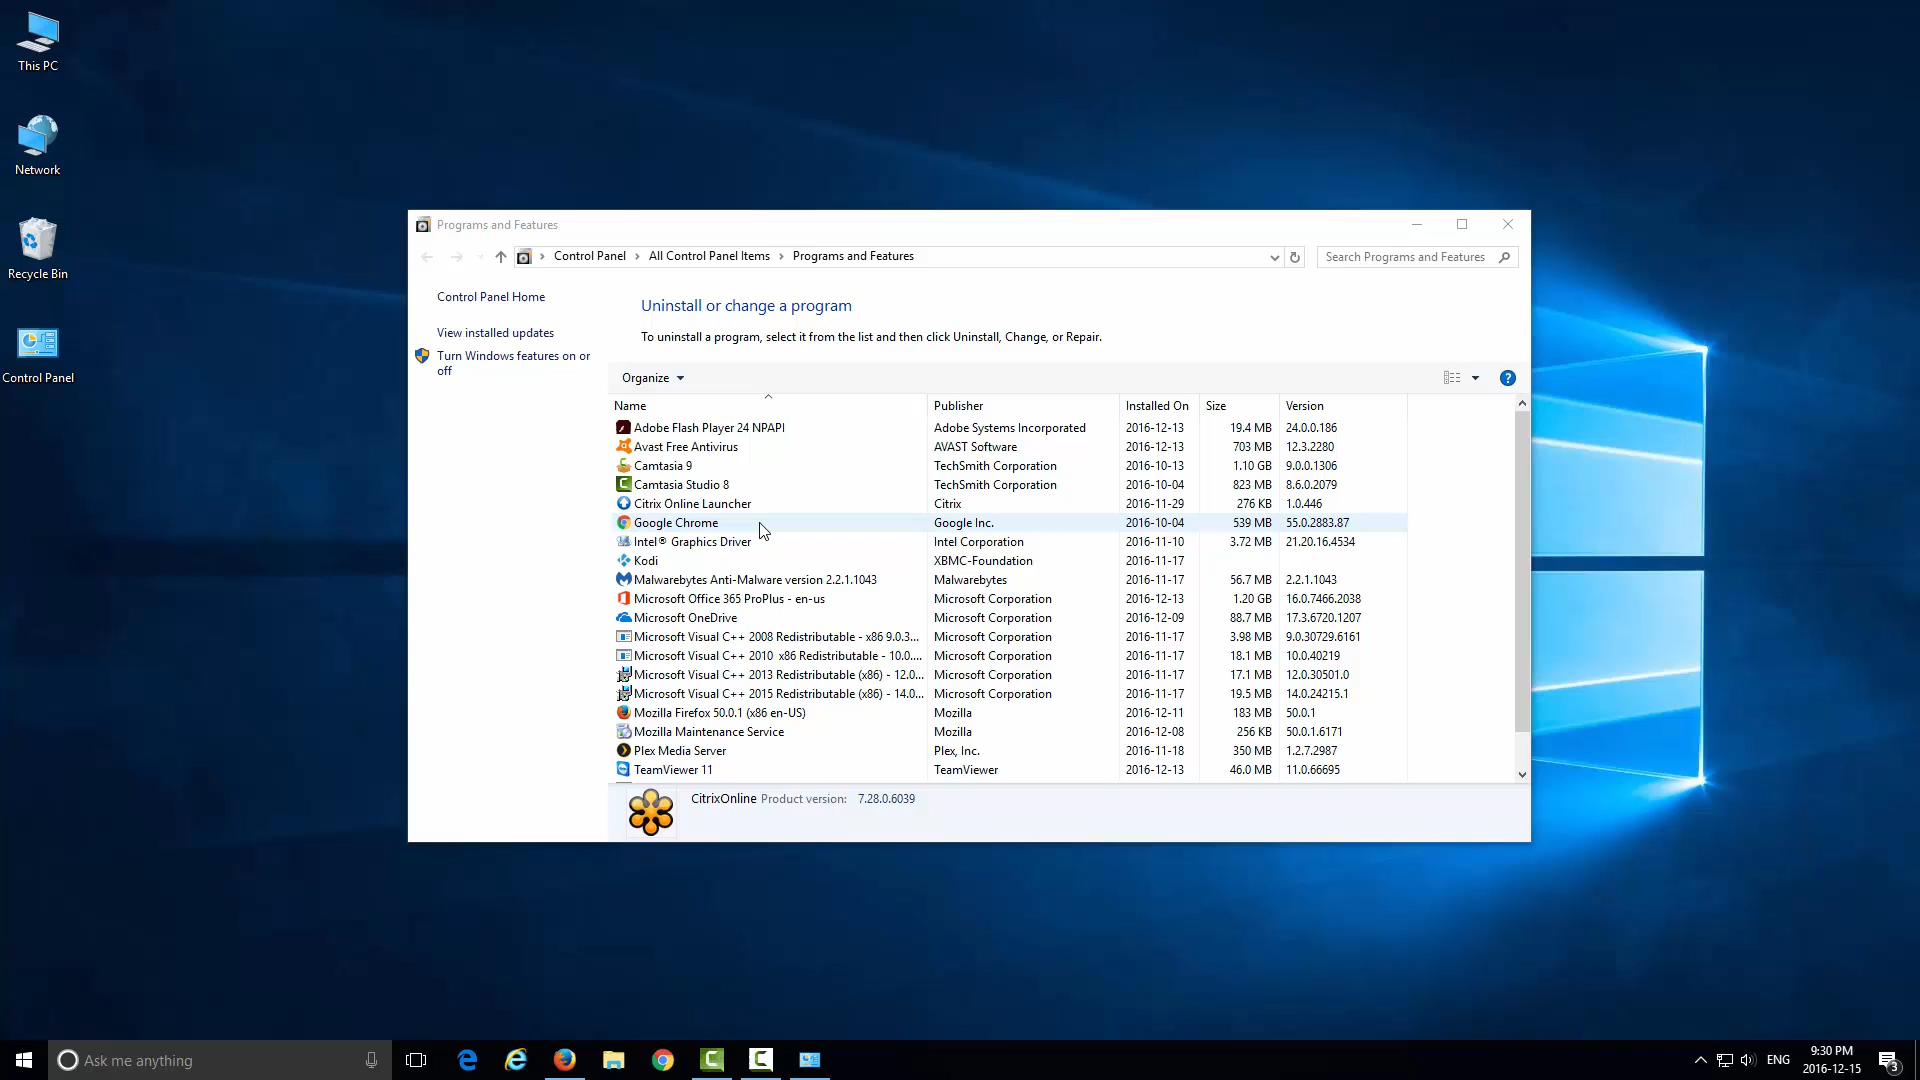 This PC
Network
Recycle Bin
Control Panel
Programs and Features
Control Panel > All Control Panel Items > Programs and Features
Search Programs and Features
Control Panel Home
View installed updates
Turn Windows features on or
off
Uninstall or change a program
To uninstall a program, select it from the list and then click Uninstall, Change, or Repair.
Organize
Name Publisher Installed On Size Version
Adobe Flash Player 24 NPAPI Adobe Systems Incorporated 2016-12-13 19.4 MB 24.0.0.186
Avast Free Antivirus AVAST Software 2016-12-13 703 MB 12.3.2280
Camtasia 9 TechSmith Corporation 2016-10-13 1.10 GB 9.0.0.1306
Camtasia Studio 8 TechSmith Corporation 2016-10-04 823 MB 8.6.0.2079
Citrix Online Launcher Citrix 2016-11-29 276 KB 1.0.446
Google Chrome Google Inc. 2016-10-04 539 MB 55.0.2883.87
Intel® Graphics Driver Intel Corporation 2016-11-10 3.72 MB 21.20.16.4534
Kodi XBMC-Foundation 2016-11-17
Malwarebytes Anti-Malware version 2.2.1.1043 Malwarebytes 2016-11-17 56.7 MB 2.2.1.1043
Microsoft Office 365 ProPlus - en-us Microsoft Corporation 2016-12-13 1.20 GB 16.0.7466.2038
Microsoft OneDrive Microsoft Corporation 2016-12-09 88.7 MB 17.3.6720.1207
Microsoft Visual C++ 2008 Redistributable - x86 9.0.3... Microsoft Corporation 2016-11-17 3.98 MB 9.0.30729.6161
Microsoft Visual C++ 2010 x86 Redistributable - 10.0.... Microsoft Corporation 2016-11-17 18.1 MB 10.0.40219
Microsoft Visual C++ 2013 Redistributable (x86) - 12.0... Microsoft Corporation 2016-11-17 17.1 MB 12.0.30501.0
Microsoft Visual C++ 2015 Redistributable (x86) - 14.0... Microsoft Corporation 2016-11-17 19.5 MB 14.0.24215.1
Mozilla Firefox 50.0.1 (x86 en-US) Mozilla 2016-12-11 183 MB 50.0.1
Mozilla Maintenance Service Mozilla 2016-12-08 256 KB 50.0.1.6171
Plex Media Server Plex, Inc. 2016-11-18 350 MB 1.2.7.2987
TeamViewer 11 TeamViewer 2016-12-13 46.0 MB 11.0.66695
CitrixOnline Product version: 7.28.0.6039
Ask me anything
ENG
9:30 PM
2016-12-15
3